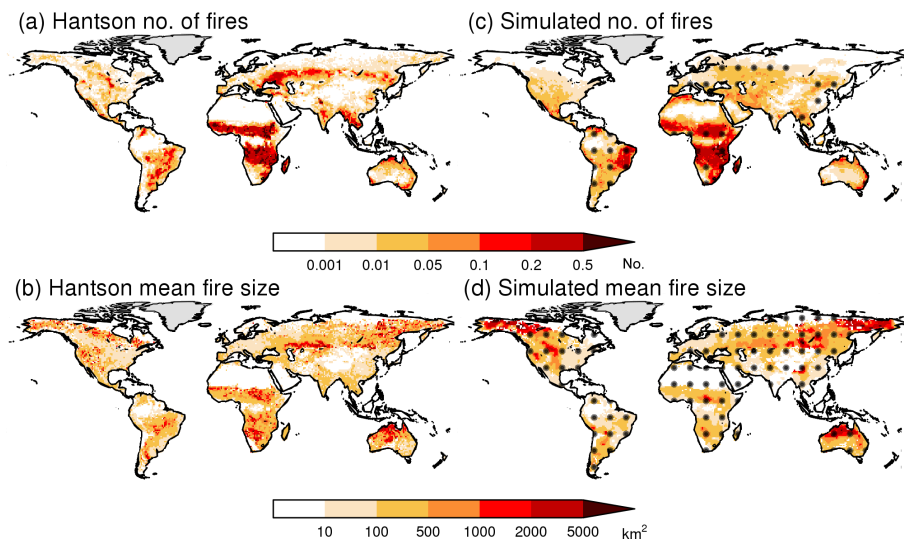 (a) Hantson no. of fires
(c) Simulated no. of fires
0.001 0.01 0.05 0.1 0.2 0.5 No.
(b) Hantson mean fire size
(d) Simulated mean fire size
10 100 500 1000 2000 5000 km²